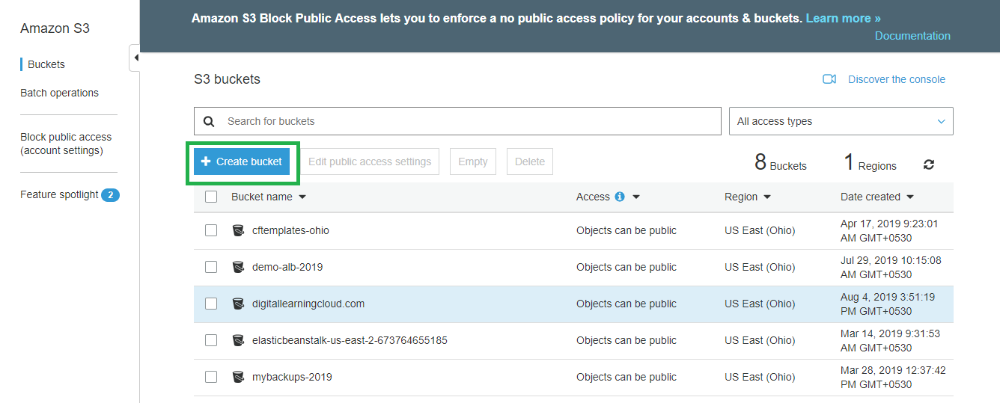 Amazon S3
Buckets
Batch operations
Block public access
(account settings)
Feature spotlight 2
Amazon S3 Block Public Access lets you to enforce a no public access policy for your accounts & buckets. Learn more »
Documentation
S3 buckets
Discover the console
Search for buckets
All access types
+ Create bucket
Edit public access settings
Empty
Delete
8 Buckets
1 Regions
Bucket name Access Region Date created
cftemplates-ohio Objects can be public US East (Ohio) Apr 17, 2019 9:23:01
AM GMT+0530
demo-alb-2019 Objects can be public US East (Ohio) Jul 29, 2019 10:15:08
AM GMT+0530
digitallearningcloud.com Objects can be public US East (Ohio) Aug 4, 2019 3:51:19
PM GMT+0530
elasticbeanstalk-us-east-2-673764655185 Objects can be public US East (Ohio) Mar 14, 2019 9:31:53
AM GMT+0530
mybackups-2019 Objects can be public US East (Ohio) Mar 28, 2019 12:37:42
PM GMT+0530